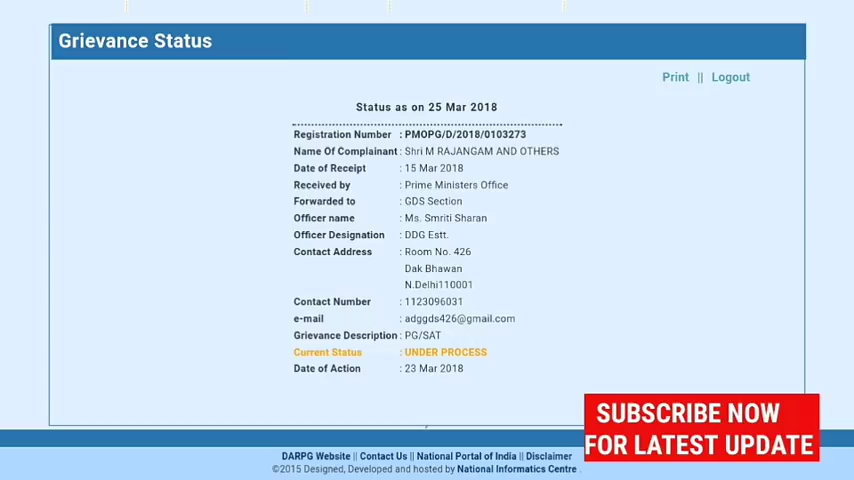 Grievance Status
Print || Logout
Status as on 25 Mar 2018
Registration Number : PMOPG/D/2018/0103273
Name Of Complainant : Shri M RAJANGAM AND OTHERS
Date of Receipt : 15 Mar 2018
Received by : Prime Ministers Office
Forwarded to : GDS Section
Officer name : Ms. Smriti Sharan
Officer Designation : DDG Estt.
Contact Address : Room No. 426
Dak Bhawan
N.Delhi110001
Contact Number : 1123096031
e-mail : adggds426@gmail.com
Grievance Description : PG/SAT
Current Status : UNDER PROCESS
Date of Action : 23 Mar 2018
SUBSCRIBE NOW
FOR LATEST UPDATE
DARPG Website || Contact Us || National Portal of India || Disclaimer
©2015 Designed, Developed and hosted by National Informatics Centre .